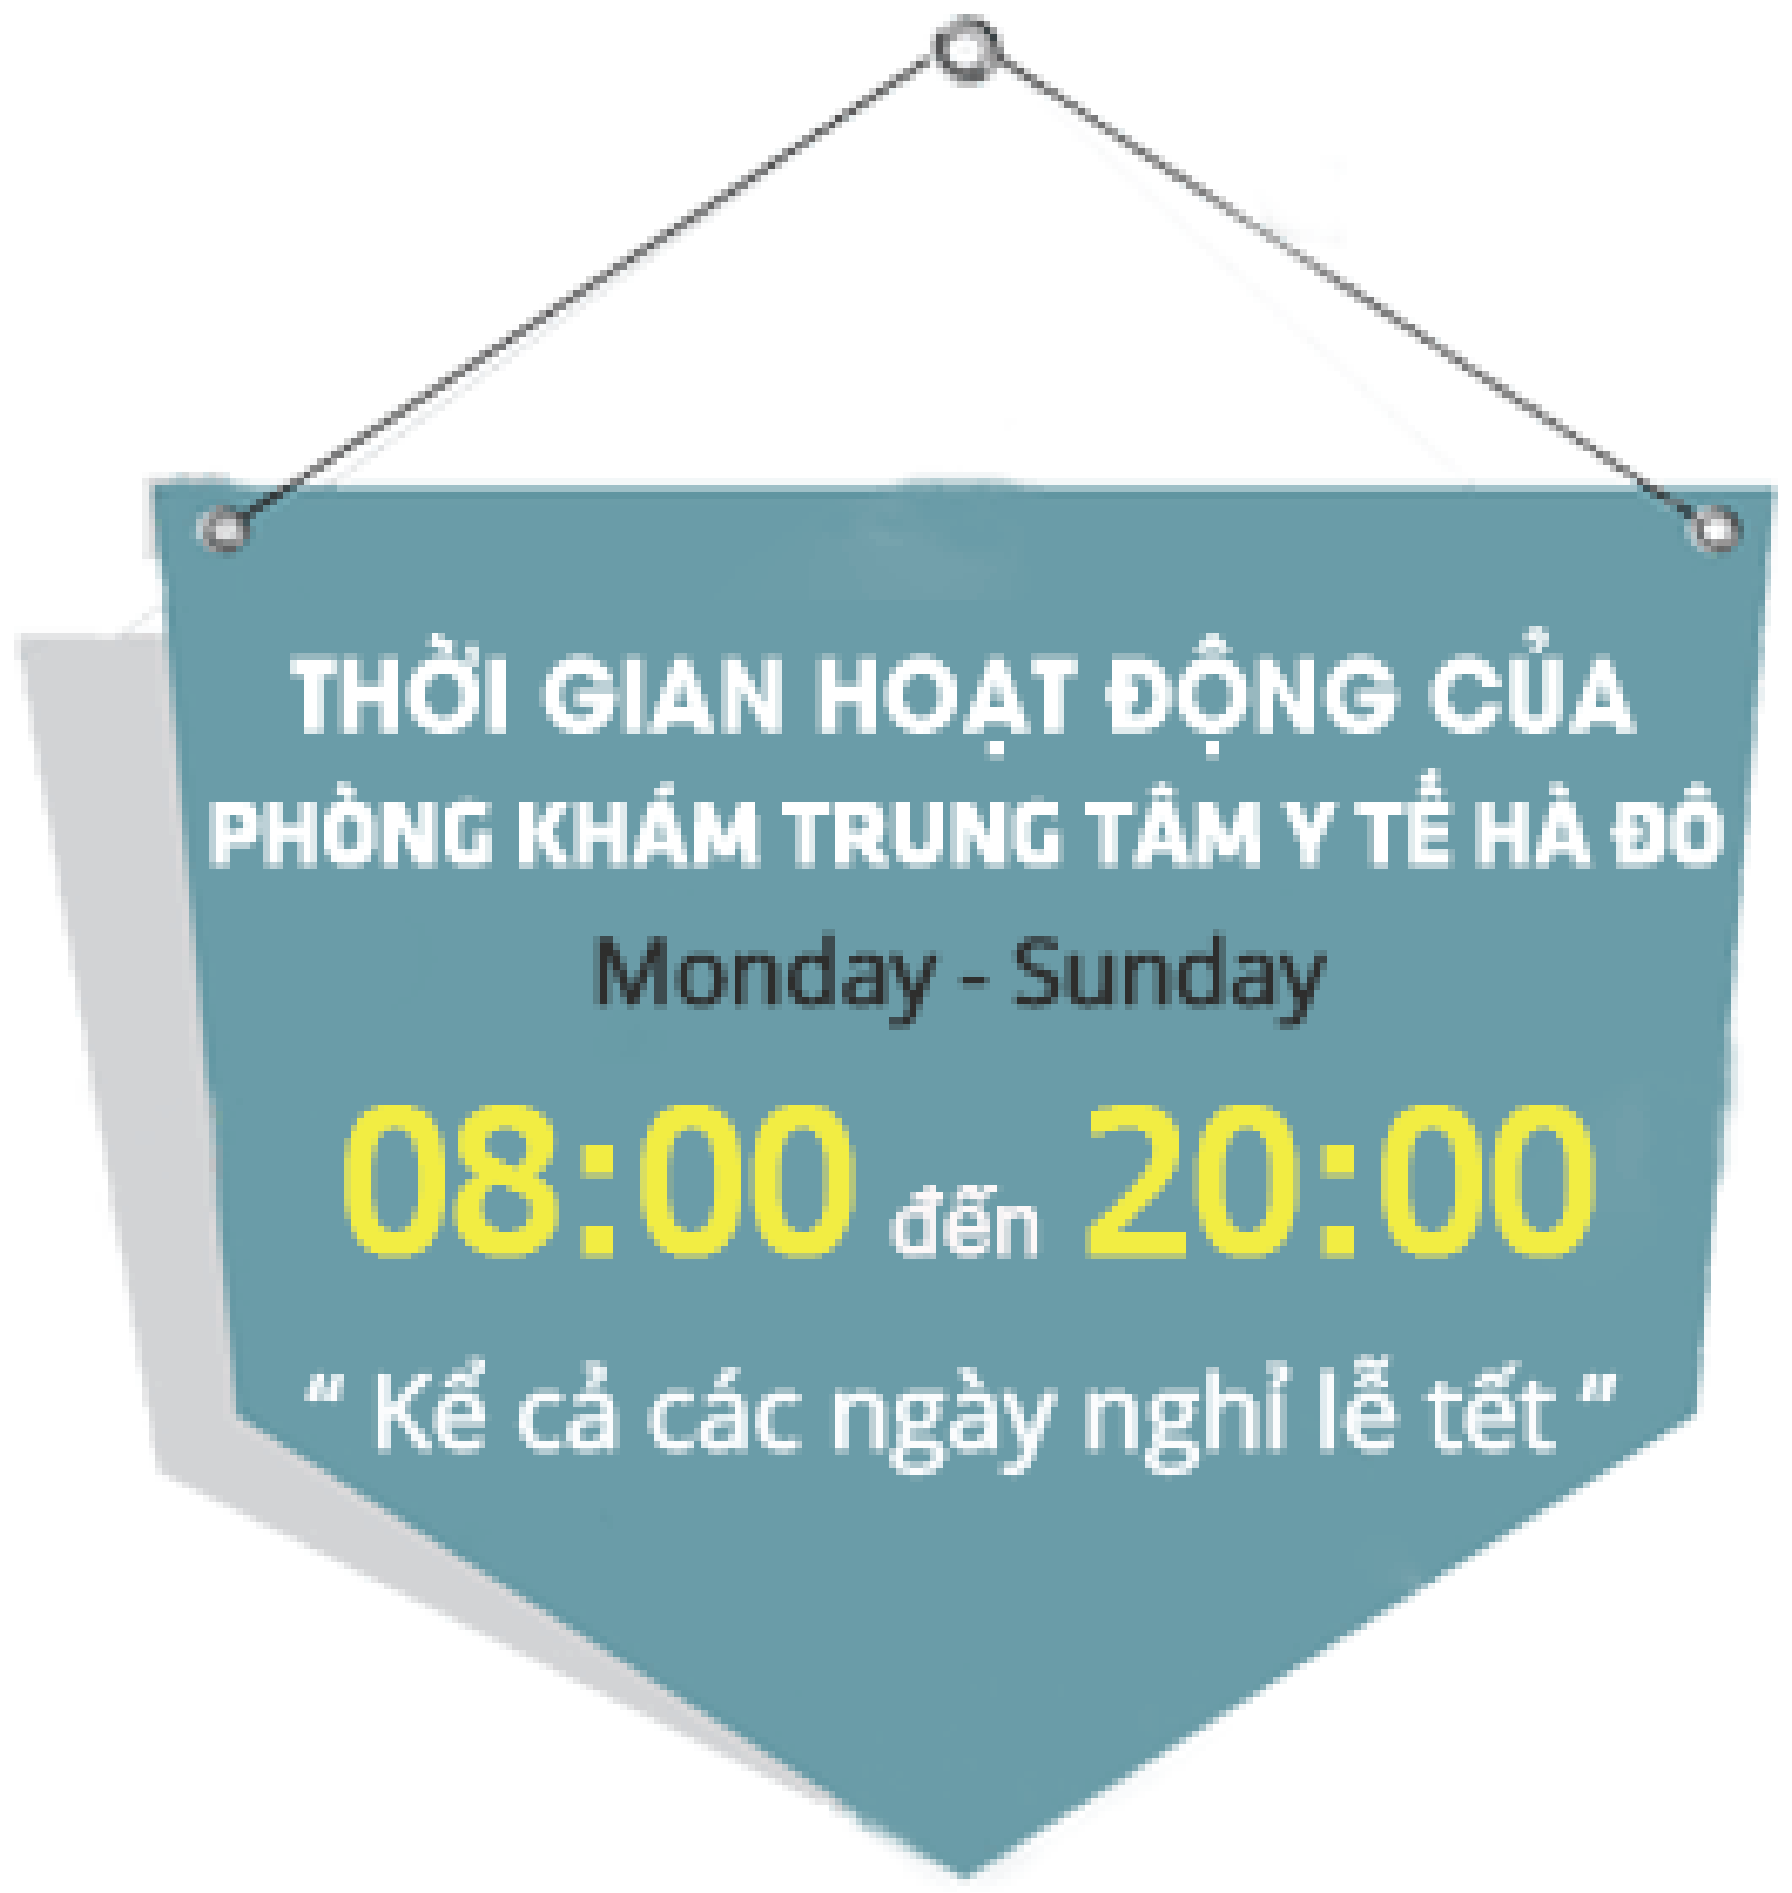 THỜI GIAN HOẠT ĐỘNG CỦA
PHÒNG KHÁM TRUNG TÂM Y TẾ HÀ ĐÔ
Monday - Sunday
08:00 đến 20:00
“ Kể cả các ngày nghỉ lễ tết ”